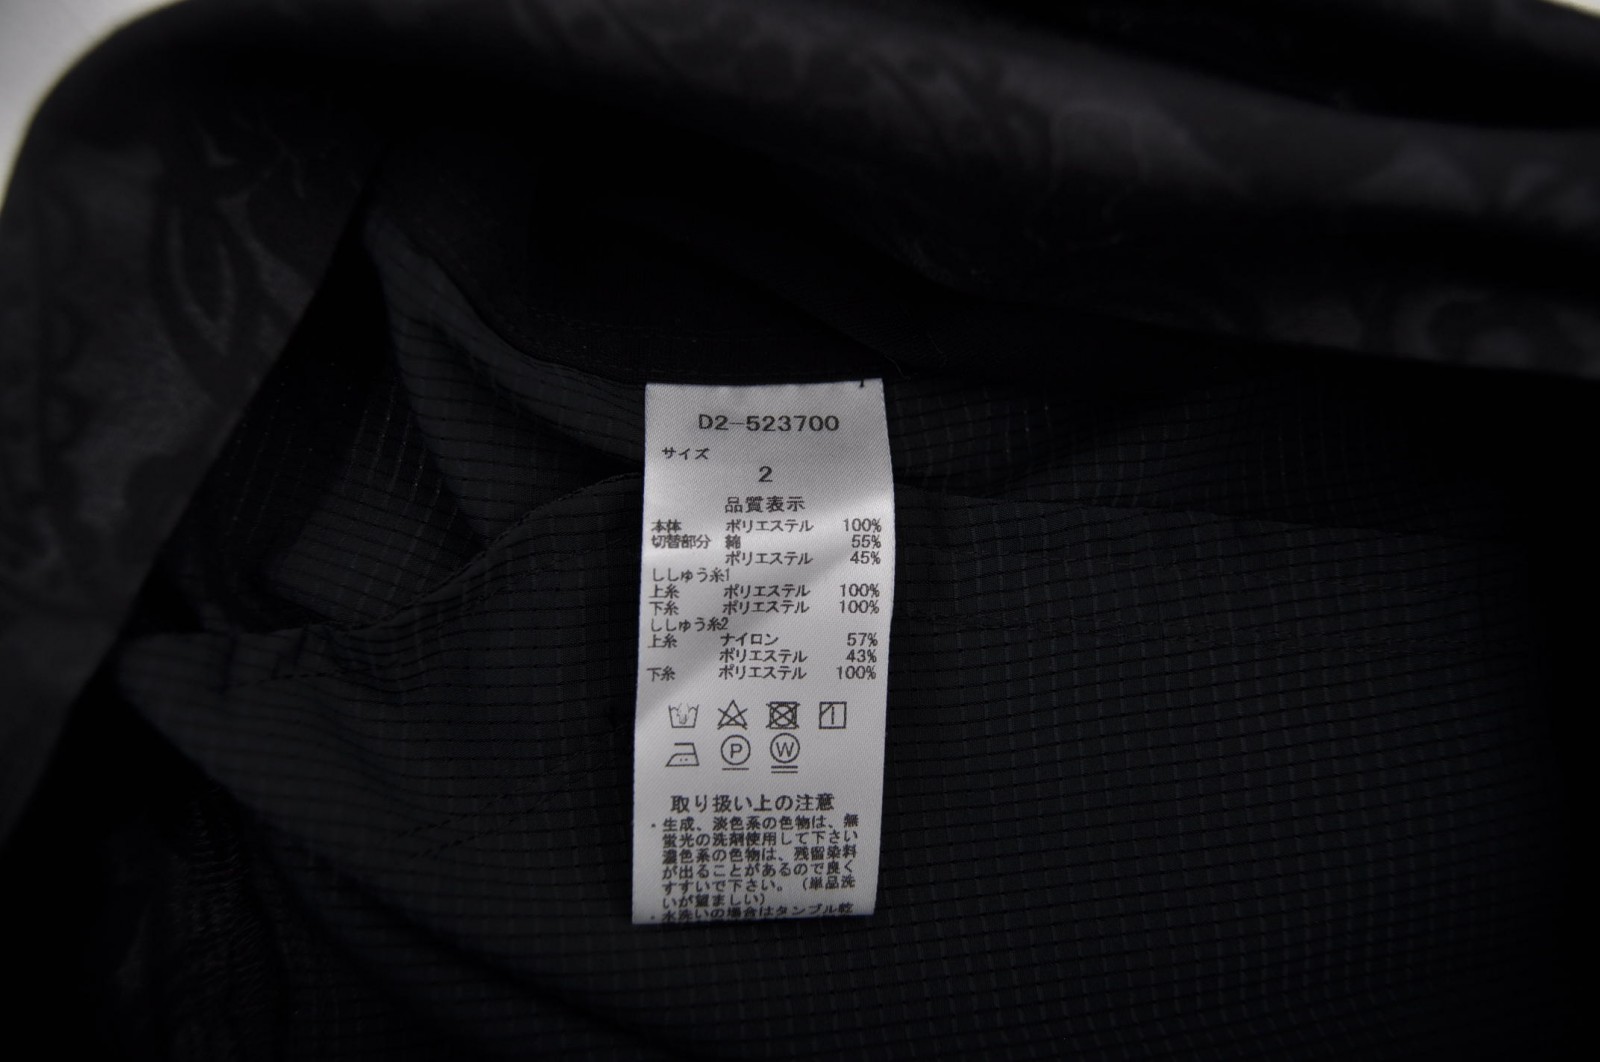 D2-523700
サイズ
2
品質表示
本体 ポリエステル 100%
切替部分 綿 55%
ポリエステル 45%
ししゅう糸1
上糸 ポリエステル 100%
下糸 ポリエステル 100%
ししゅう糸2
上糸 ナイロン 57%
ポリエステル 43%
下糸 ポリエステル 100%
P W
取り扱い上の注意
・生成、淡色系の色物は、無
蛍光の洗剤使用して下さい
濃色系の色物は、残留染料
が出ることがあるので良く
すすいで下さい。（単品洗
いが望ましい）
・水洗いの場合はタンブル乾